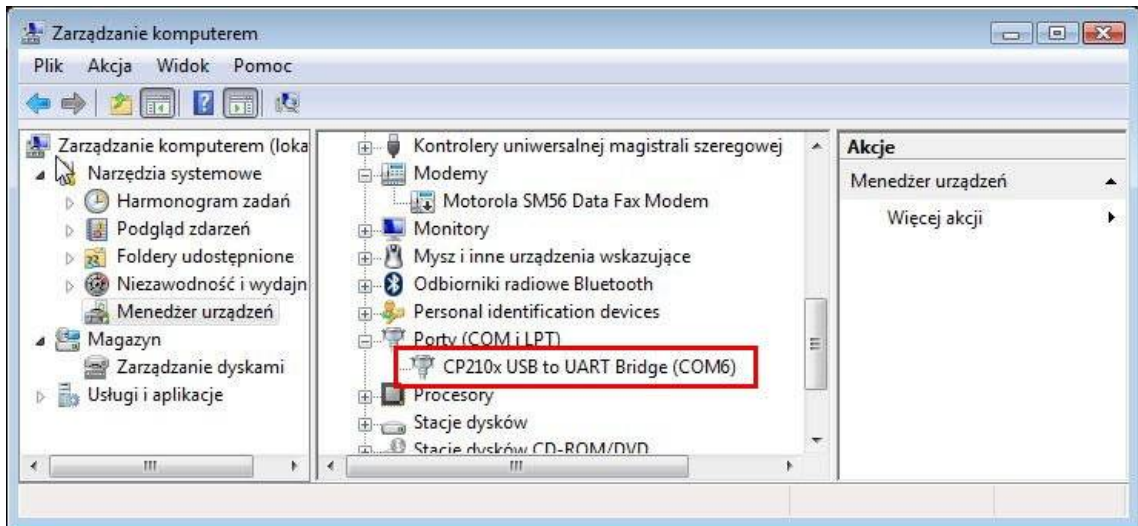 Zarządzanie komputerem
Plik Akcja Widok Pomoc
Zarządzanie komputerem (loka
Narzędzia systemowe
Harmonogram zadań
Podgląd zdarzeń
Foldery udostępnione
Niezawodność i wydajn
Menedżer urządzeń
Magazyn
Zarządzanie dyskami
Usługi i aplikacje
Kontrolery uniwersalnej magistrali szeregowej
Modemy
Motorola SM56 Data Fax Modem
Monitory
Mysz i inne urządzenia wskazujące
Odbiorniki radiowe Bluetooth
Personal identification devices
Porty (COM i LPT)
CP210x USB to UART Bridge (COM6)
Procesory
Stacje dysków
Stacje dysków CD-ROM/DVD
Akcje
Menedżer urządzeń
Więcej akcji